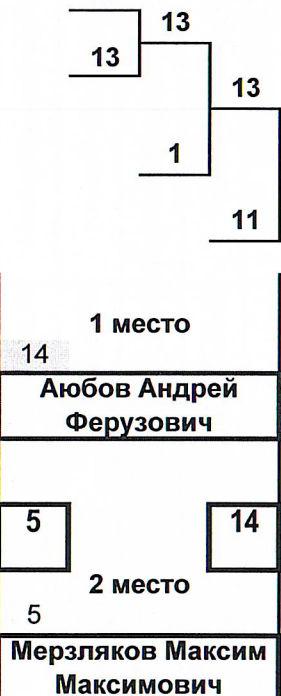 13
13
13
1
11
1 место
14
Аюбов Андрей
Ферузович
5
14
2 место
5
Мерзляков Максим
Максимович